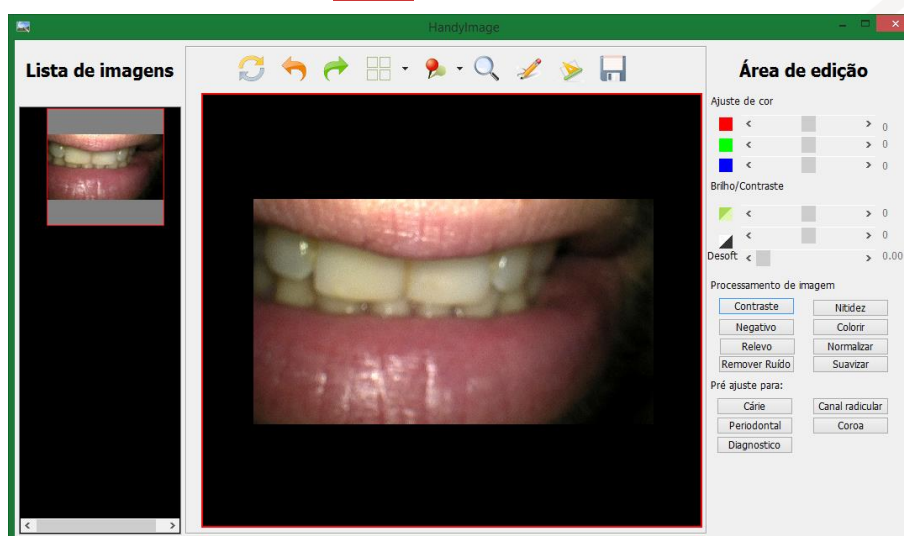 HandyImage
Lista de imagens
Área de edição
Ajuste de cor
0
0
0
Brilho/Contraste
0
0
Desoft 0.00
Processamento de imagem
Contraste Nitidez
Negativo Colorir
Relevo Normalizar
Remover Ruído Suavizar
Pré ajuste para:
Cárie Canal radicular
Periodontal Coroa
Diagnostico